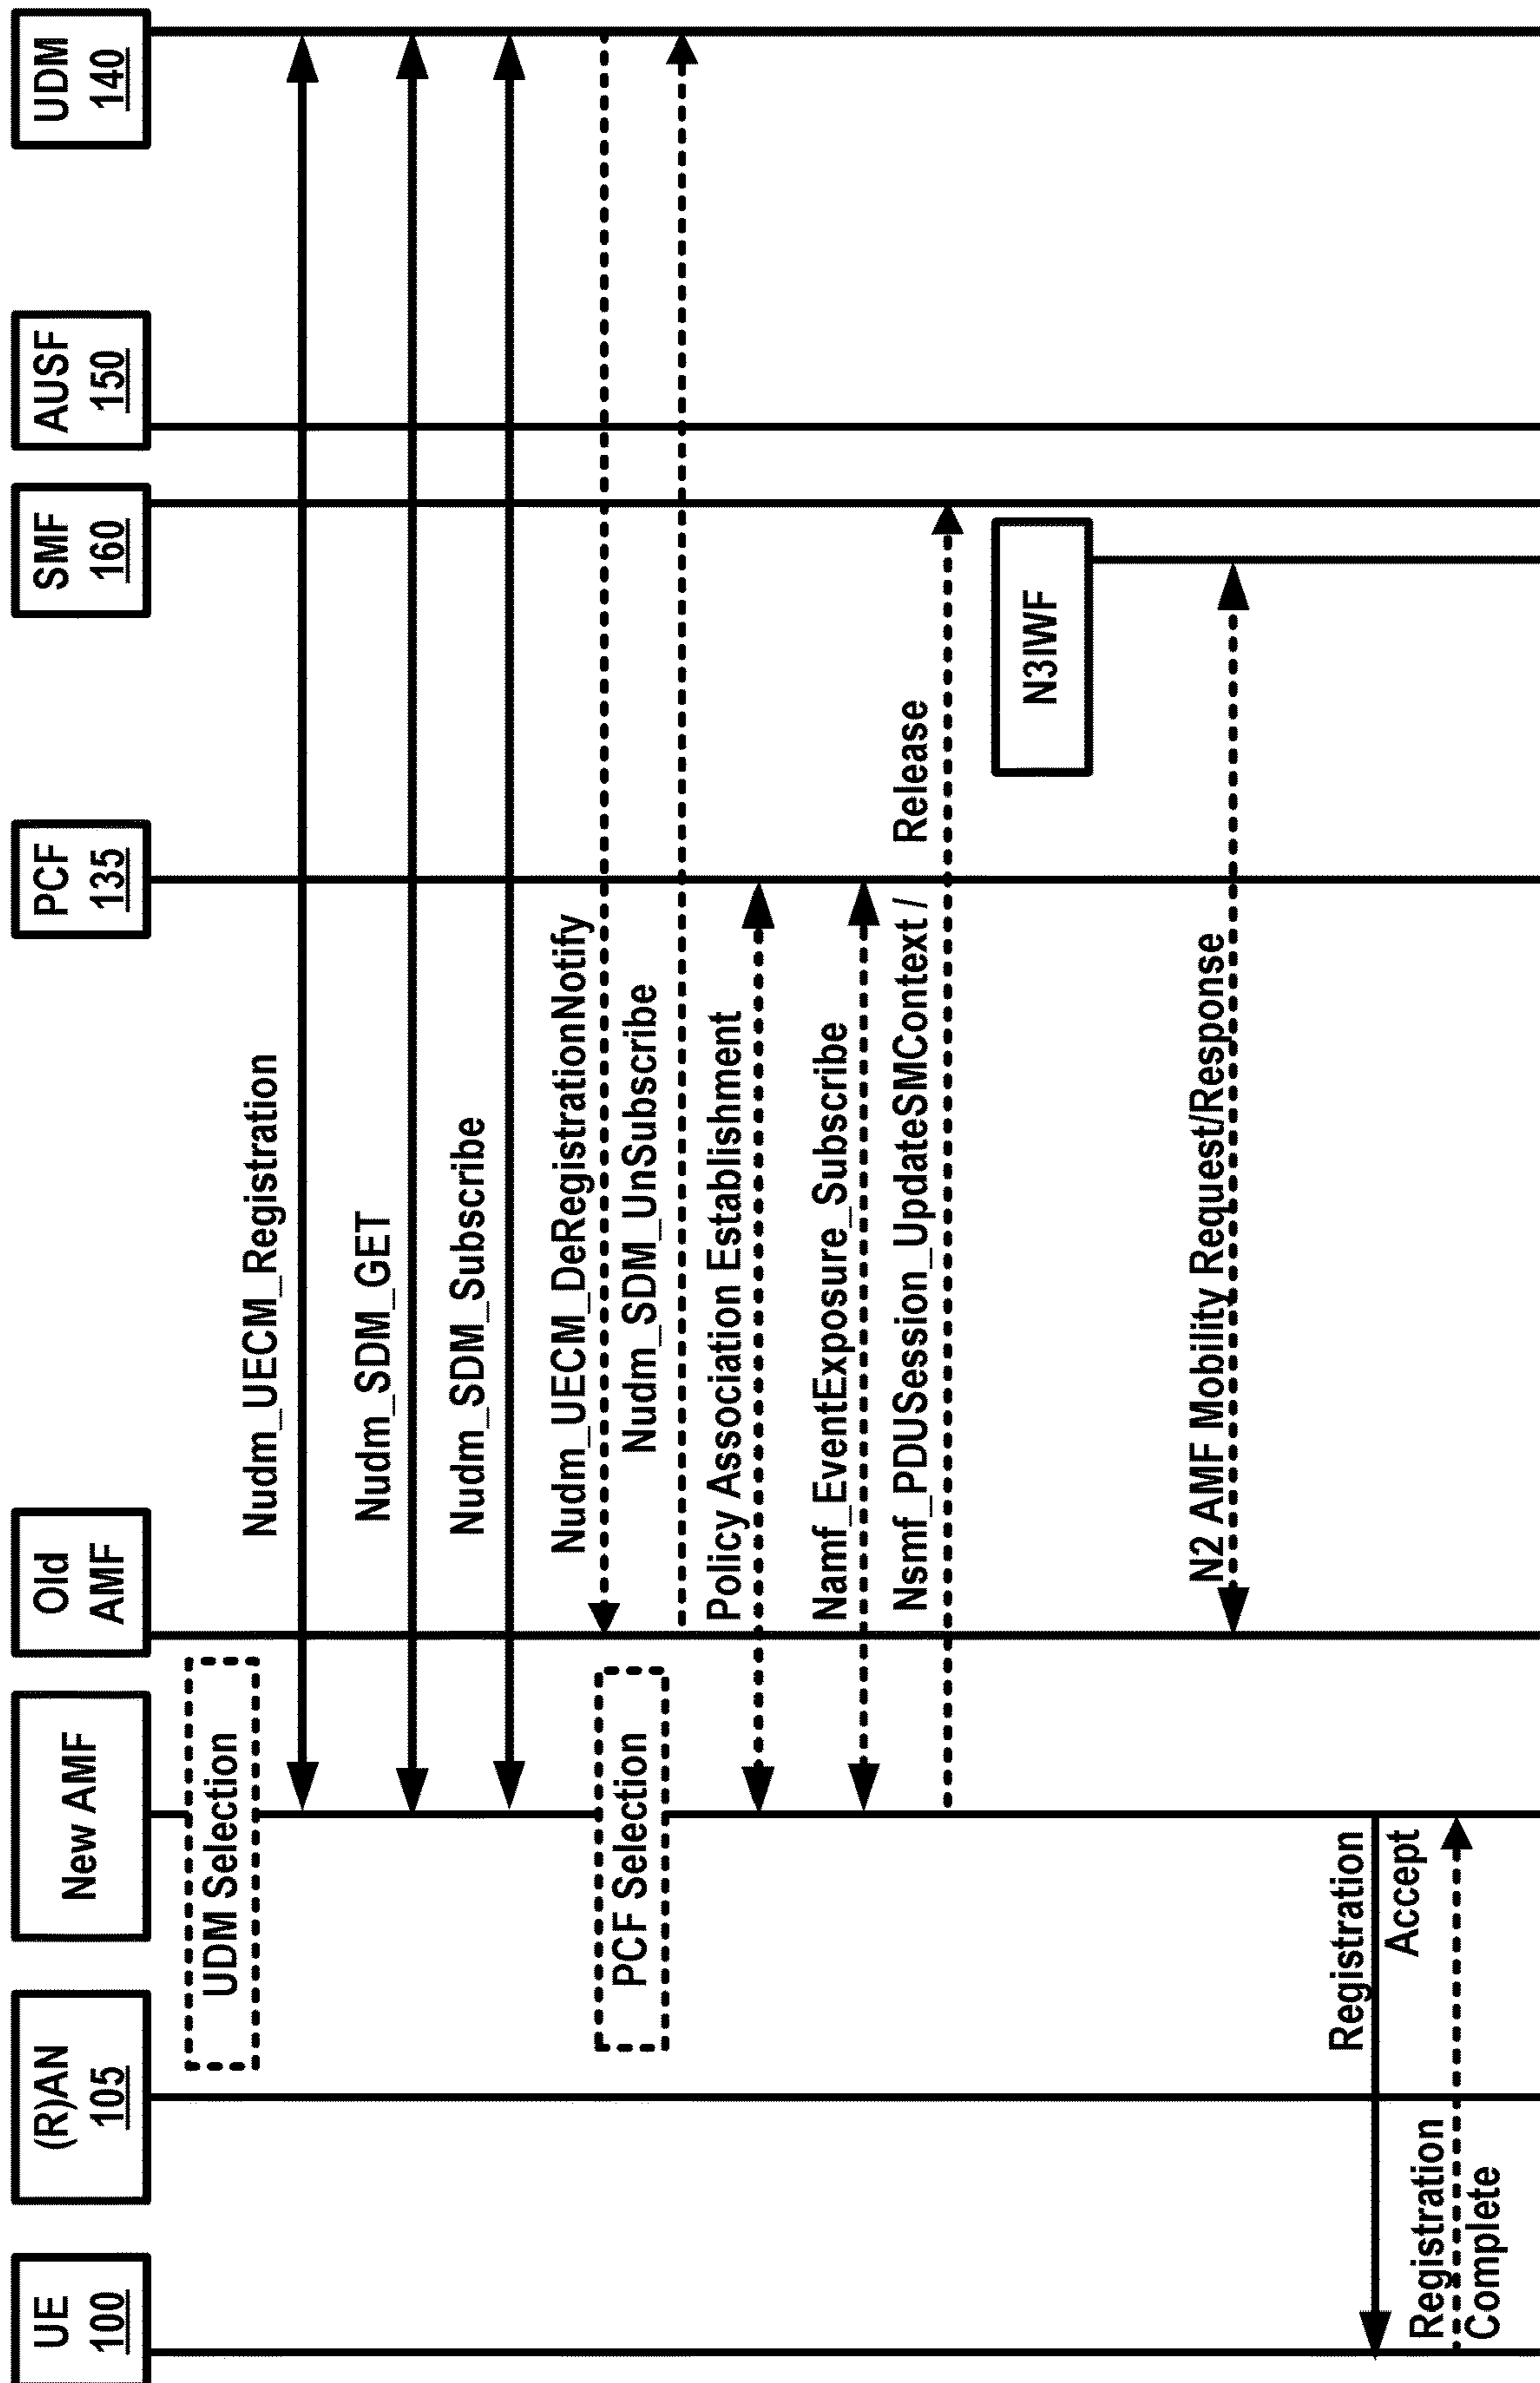 UE
100
(R)AN
105
New AMF
Old
AMF
PCF
135
SMF
160
AUSF
150
UDM
140
UDM Selection
Nudm_UECM_Registration
Nudm_SDM_GET
Nudm_SDM_Subscribe
Nudm_UECM_DeRegistrationNotify
PCF Selection
Nudm_SDM_UnSubscribe
Policy Association Establishment
Namf_EventExposure_Subscribe
Nsmf_PDUSession_UpdateSMContext / Release
N3IWF
N2 AMF Mobility Request/Response
Registration
Accept
Registration
Complete